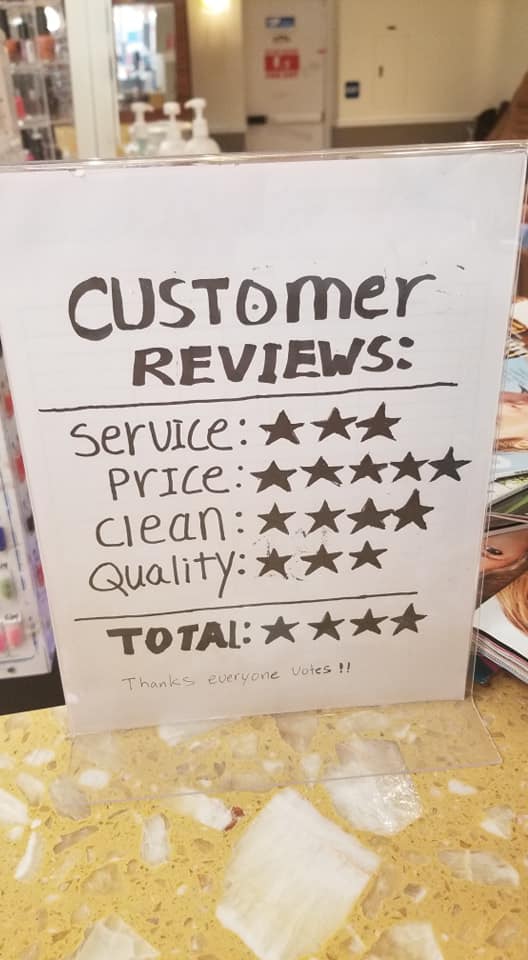 CUSTOmer
REVIEWS:
Service: ★★★
Price: ★★★★★
Clean: ★★★★
Quality: ★★★
TOTAL: ★★★★
Thanks everyone votes !!